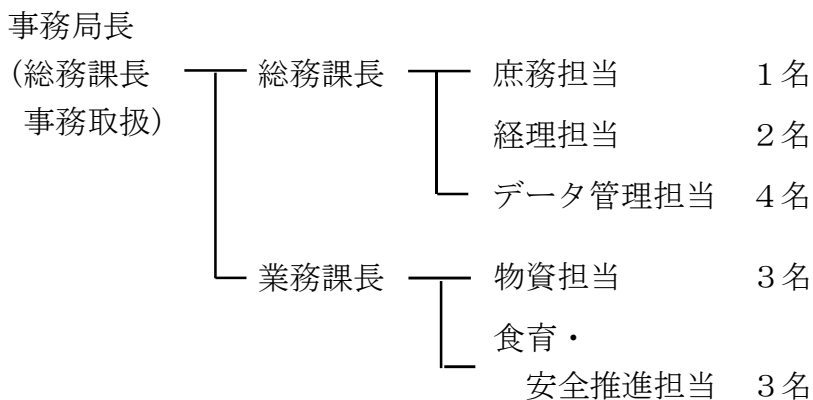 事務局長
(総務課長 総務課長 庶務担当 1名
事務取扱)
経理担当 2名
データ管理担当 4名
業務課長 物資担当 3名
食育・
安全推進担当 3名